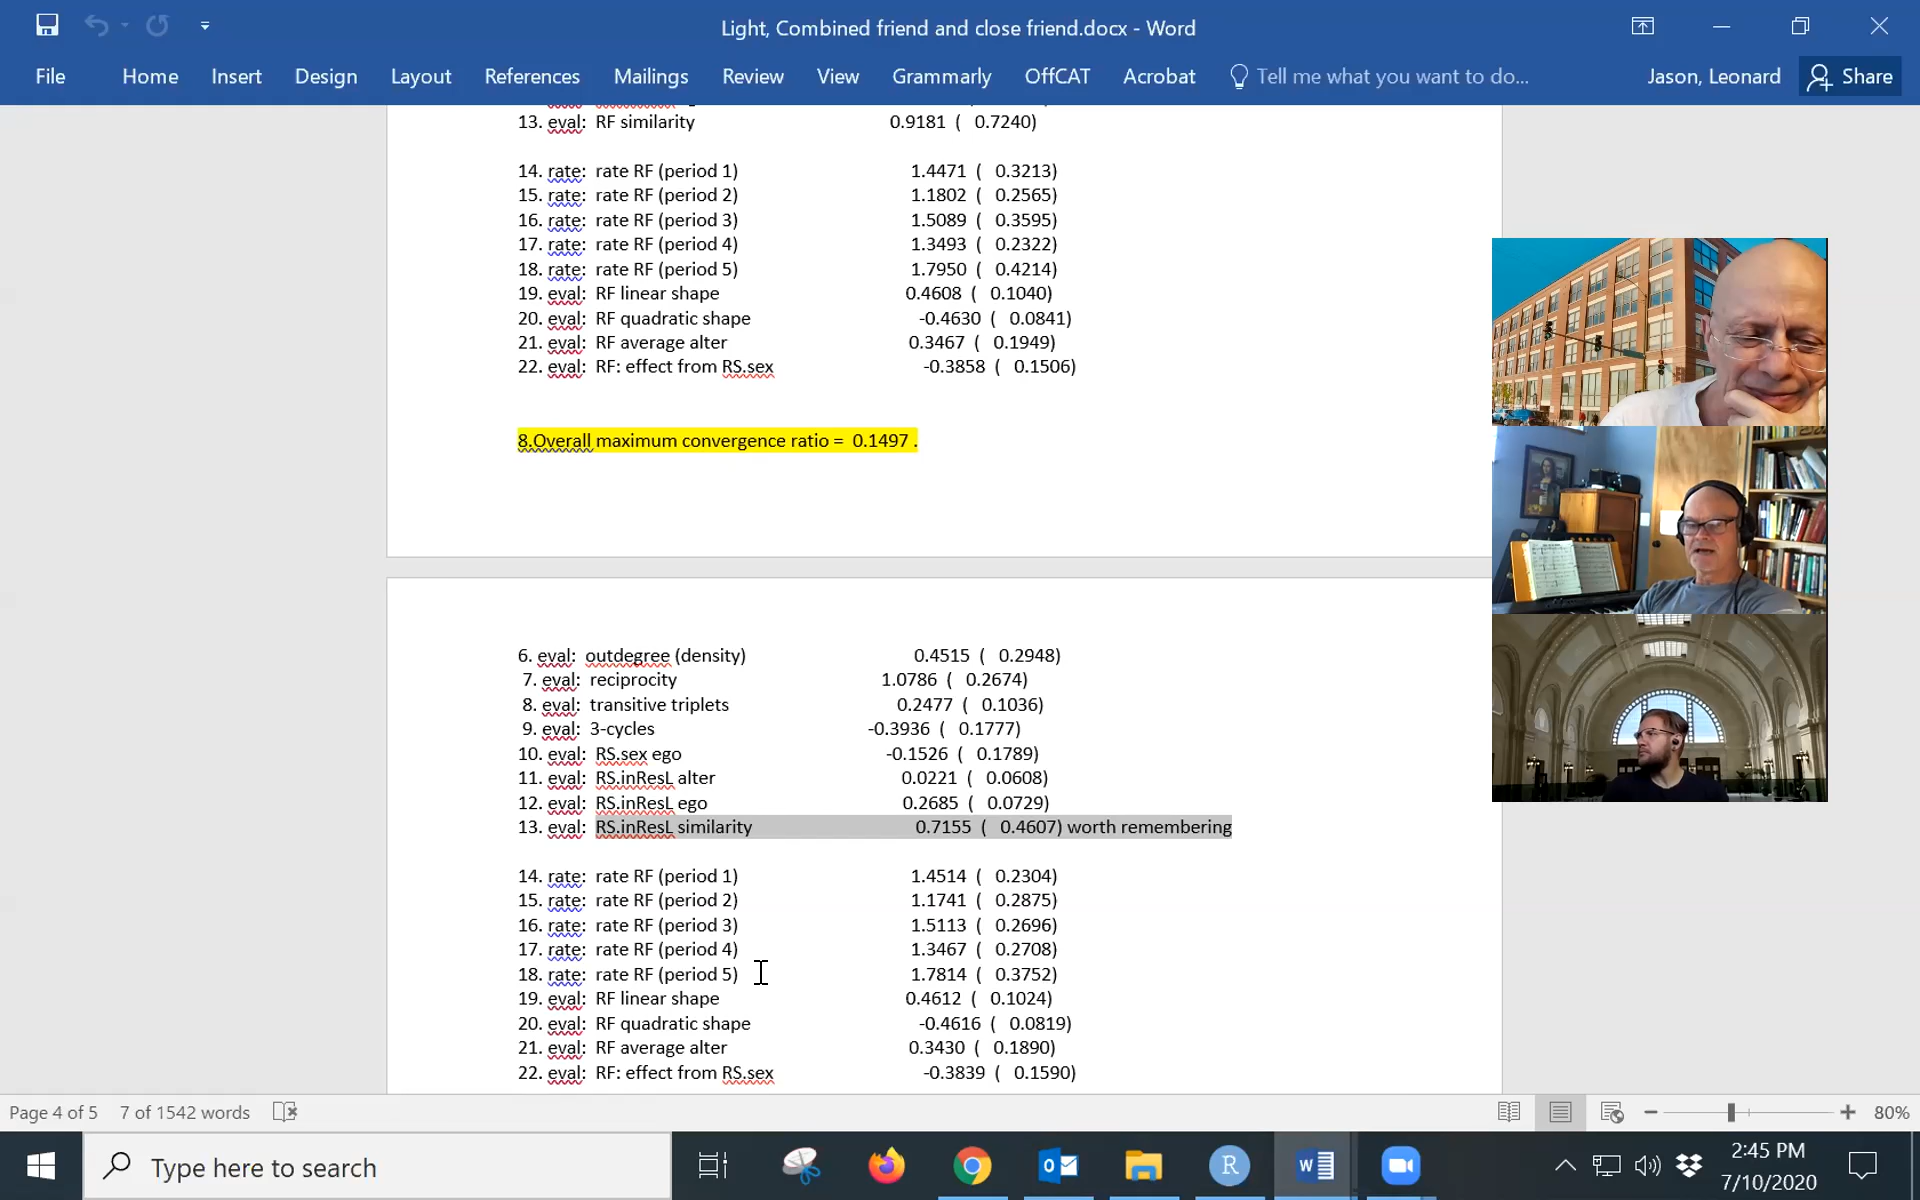 Light, Combined friend and close friend.docx - Word
File Home Insert Design Layout References Mailings Review View Grammarly OffCAT Acrobat Tell me what you want to do... Jason, Leonard Share
13. eval: RF similarity 0.9181 ( 0.7240)
14. rate: rate RF (period 1) 1.4471 ( 0.3213)
15. rate: rate RF (period 2) 1.1802 ( 0.2565)
16. rate: rate RF (period 3) 1.5089 ( 0.3595)
17. rate: rate RF (period 4) 1.3493 ( 0.2322)
18. rate: rate RF (period 5) 1.7950 ( 0.4214)
19. eval: RF linear shape 0.4608 ( 0.1040)
20. eval: RF quadratic shape -0.4630 ( 0.0841)
21. eval: RF average alter 0.3467 ( 0.1949)
22. eval: RF: effect from RS.sex -0.3858 ( 0.1506)
8.Overall maximum convergence ratio = 0.1497 .
6. eval: outdegree (density) 0.4515 ( 0.2948)
7. eval: reciprocity 1.0786 ( 0.2674)
8. eval: transitive triplets 0.2477 ( 0.1036)
9. eval: 3-cycles -0.3936 ( 0.1777)
10. eval: RS.sex ego -0.1526 ( 0.1789)
11. eval: RS.inResL alter 0.0221 ( 0.0608)
12. eval: RS.inResL ego 0.2685 ( 0.0729)
13. eval: RS.inResL similarity 0.7155 ( 0.4607) worth remembering
14. rate: rate RF (period 1) 1.4514 ( 0.2304)
15. rate: rate RF (period 2) 1.1741 ( 0.2875)
16. rate: rate RF (period 3) 1.5113 ( 0.2696)
17. rate: rate RF (period 4) 1.3467 ( 0.2708)
18. rate: rate RF (period 5) 1.7814 ( 0.3752)
19. eval: RF linear shape 0.4612 ( 0.1024)
20. eval: RF quadratic shape -0.4616 ( 0.0819)
21. eval: RF average alter 0.3430 ( 0.1890)
22. eval: RF: effect from RS.sex -0.3839 ( 0.1590)
Page 4 of 5 7 of 1542 words 80%
Type here to search
2:45 PM
7/10/2020